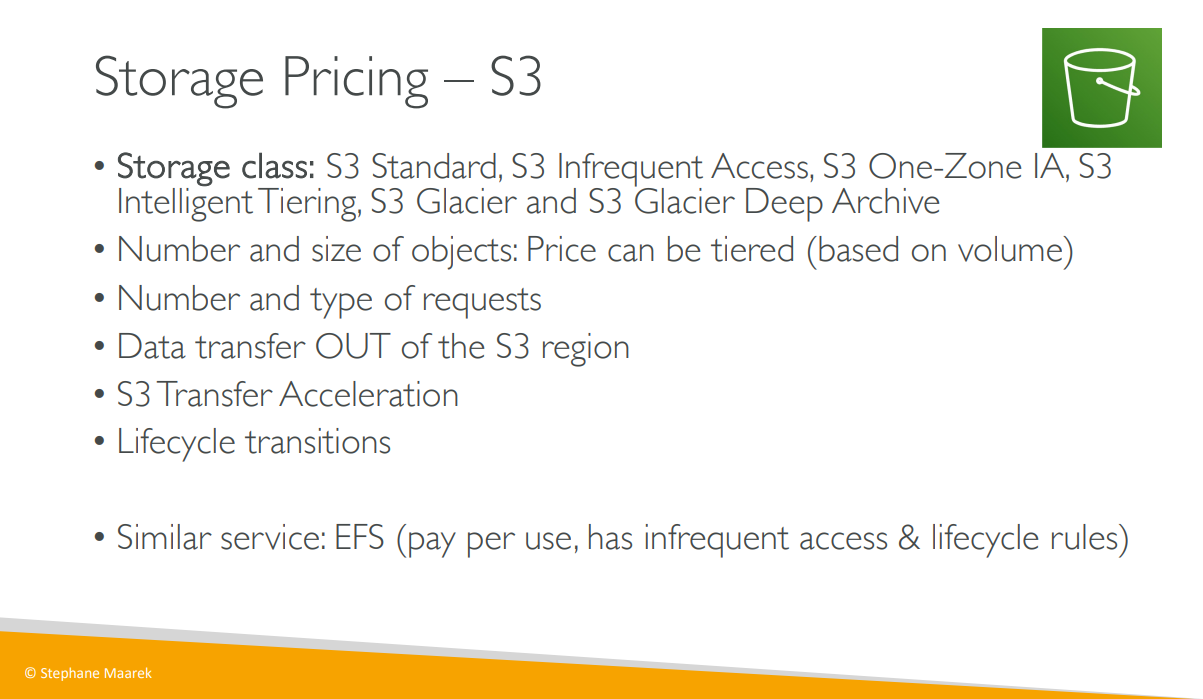 Storage Pricing – S3
• Storage class: S3 Standard, S3 Infrequent Access, S3 One-Zone IA, S3
Intelligent Tiering, S3 Glacier and S3 Glacier Deep Archive
• Number and size of objects: Price can be tiered (based on volume)
• Number and type of requests
• Data transfer OUT of the S3 region
• S3 Transfer Acceleration
• Lifecycle transitions
• Similar service: EFS (pay per use, has infrequent access & lifecycle rules)
© Stephane Maarek